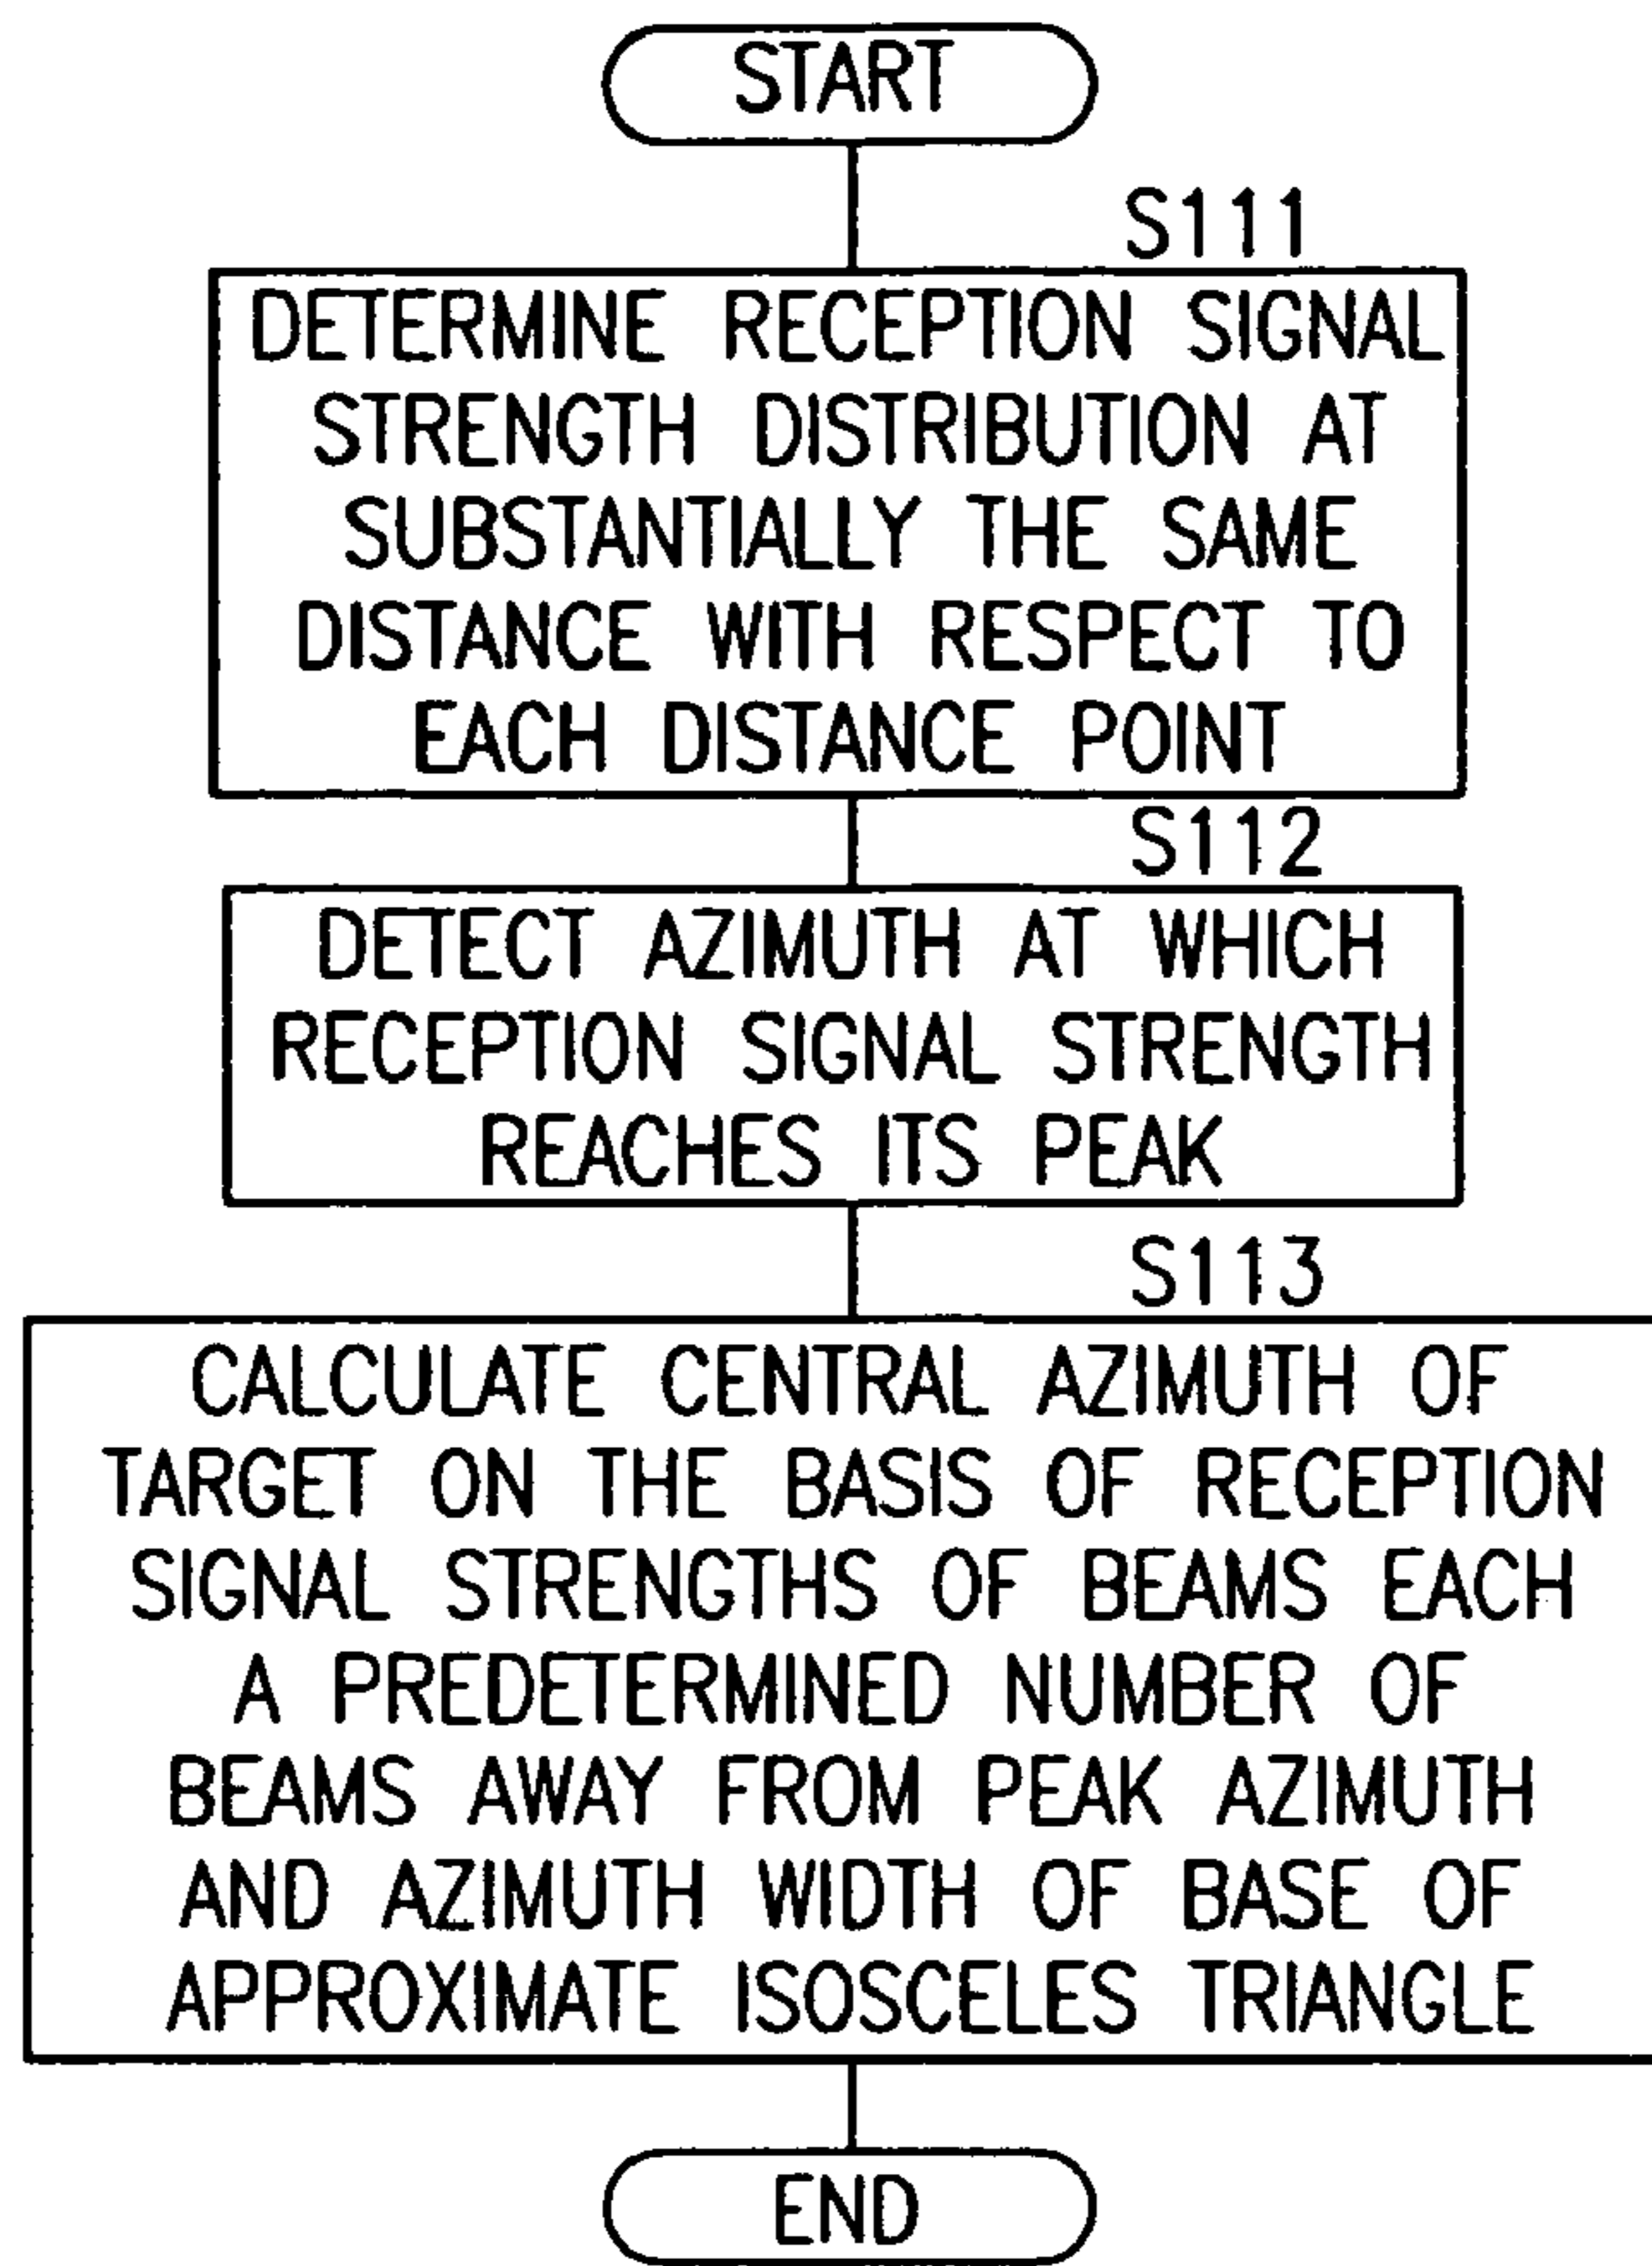 START
S111
DETERMINE RECEPTION SIGNAL
STRENGTH DISTRIBUTION AT
SUBSTANTIALLY THE SAME
DISTANCE WITH RESPECT TO
EACH DISTANCE POINT
S112
DETECT AZIMUTH AT WHICH
RECEPTION SIGNAL STRENGTH
REACHES ITS PEAK
S113
CALCULATE CENTRAL AZIMUTH OF
TARGET ON THE BASIS OF RECEPTION
SIGNAL STRENGTHS OF BEAMS EACH
A PREDETERMINED NUMBER OF
BEAMS AWAY FROM PEAK AZIMUTH
AND AZIMUTH WIDTH OF BASE OF
APPROXIMATE ISOSCELES TRIANGLE
END